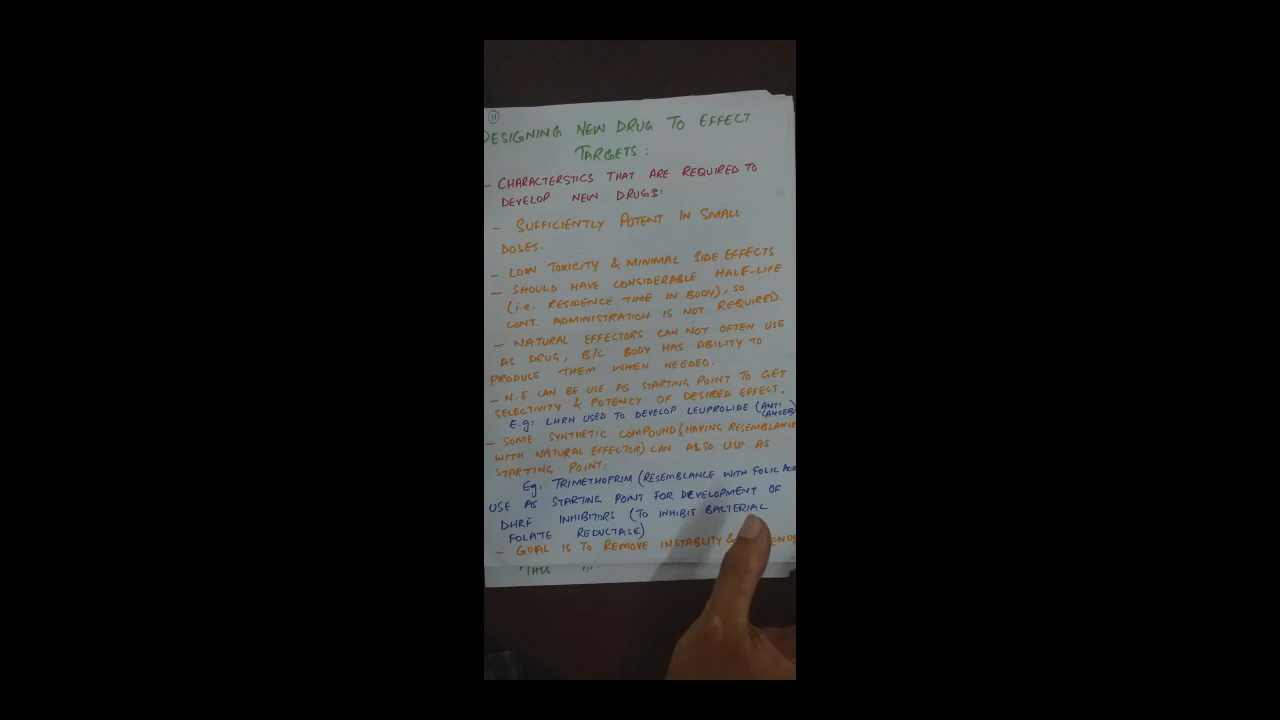 11
DESIGNING NEW DRUG TO EFFECT
TARGETS :
- CHARACTERSTICS THAT ARE REQUIRED TO
DEVELOP NEW DRUGS:
- SUFFICIENTLY POTENT IN SMALL
DOSES.
- LOW TOXICITY & MINIMAL SIDE EFFECTS
- SHOULD HAVE CONSIDERABLE HALF-LIFE
(i.e. RESIDENCE TIME IN BODY), SO
CONT. ADMINISTRATION IS NOT REQUIRED.
- NATURAL EFFECTORS CAN NOT OFTEN USE
AS DRUG, B/C BODY HAS ABILITY TO
PRODUCE THEM WHEN NEEDED.
- N.E CAN BE USE AS STARTING POINT TO GET
SELECTIVITY & POTENCY OF DESIRED EFFECT.
E.g: LHRH USED TO DEVELOP LEUPROLIDE (ANTI CANCER)
- SOME SYNTHETIC COMPOUND (HAVING RESEMBLANCE
WITH NATURAL EFFECTOR) CAN ALSO USE AS
STARTING POINT:
Eg. TRIMETHOPRIM (RESEMBLANCE WITH FOLIC ACID
USE AS STARTING POINT FOR DEVELOPMENT OF
DHRF INHIBITORS (TO INHIBIT BACTERIAL
FOLATE REDUCTASE)
- GOAL IS TO REMOVE INSTABLITY &